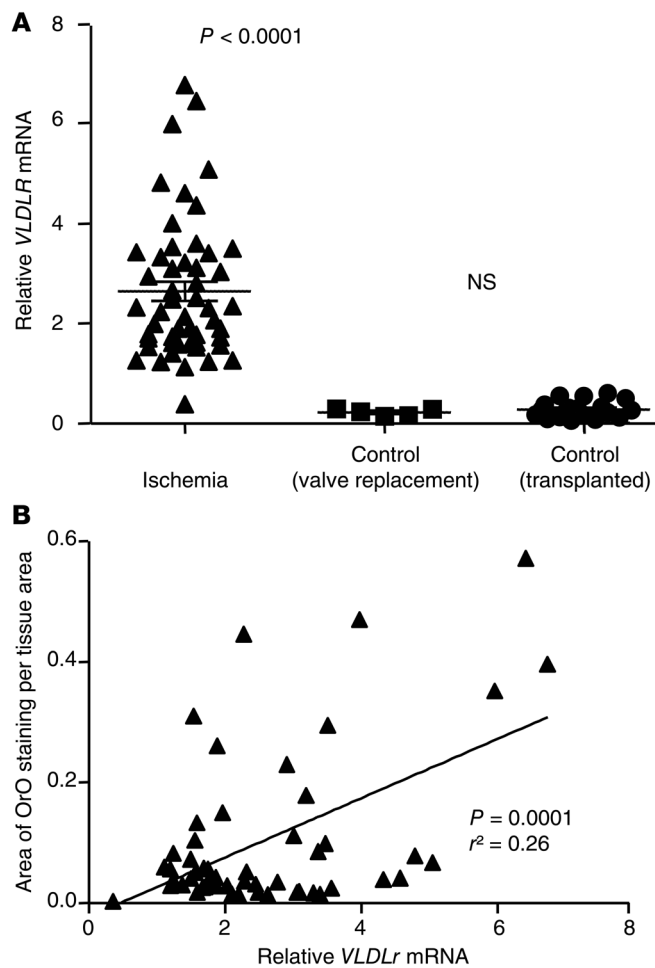 A
8
P < 0.0001
6
4
2
0
Relative VLDLR mRNA
NS
Ischemia
Control
(valve replacement)
Control
(transplanted)
B
0.6
0.4
0.2
0.0
Area of OrO staining per tissue area
P = 0.0001
r² = 0.26
0 2 4 6 8
Relative VLDLr mRNA